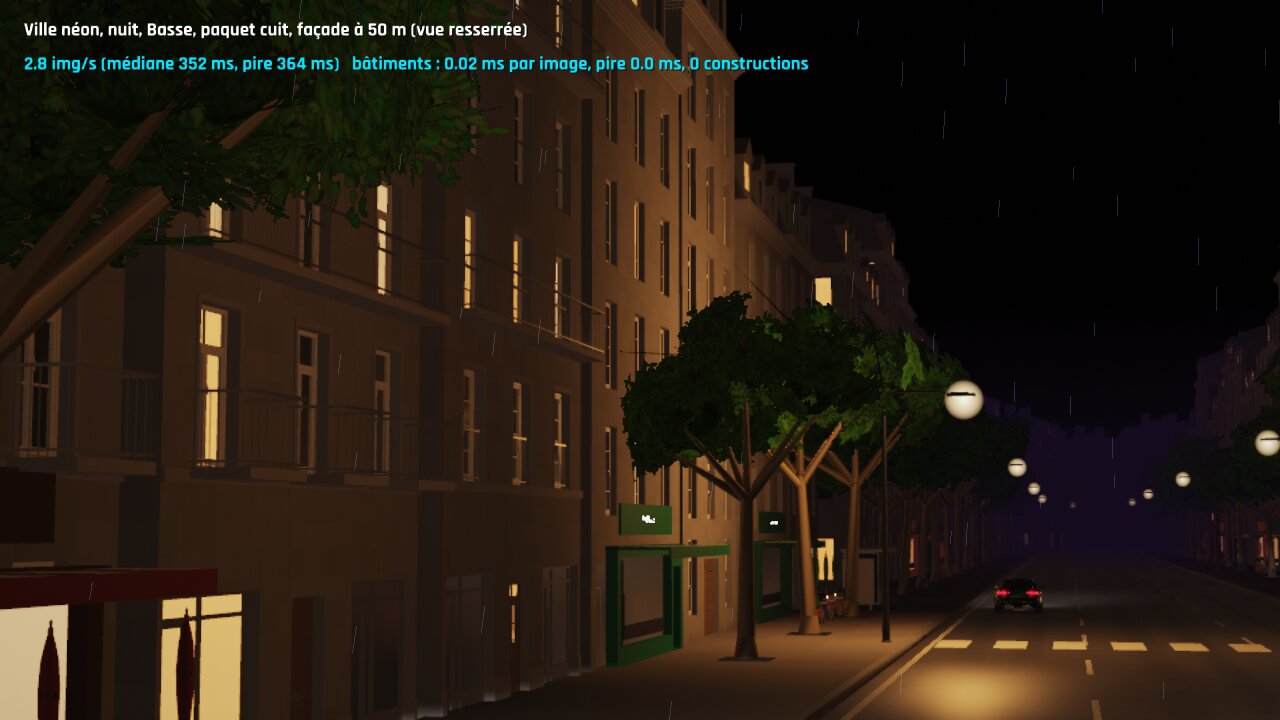 Ville néon, nuit, Basse, paquet cuit, façade à 50 m (vue resserrée)
2.8 img/s (médiane 352 ms, pire 364 ms)   bâtiments : 0.02 ms par image, pire 0.0 ms, 0 constructions